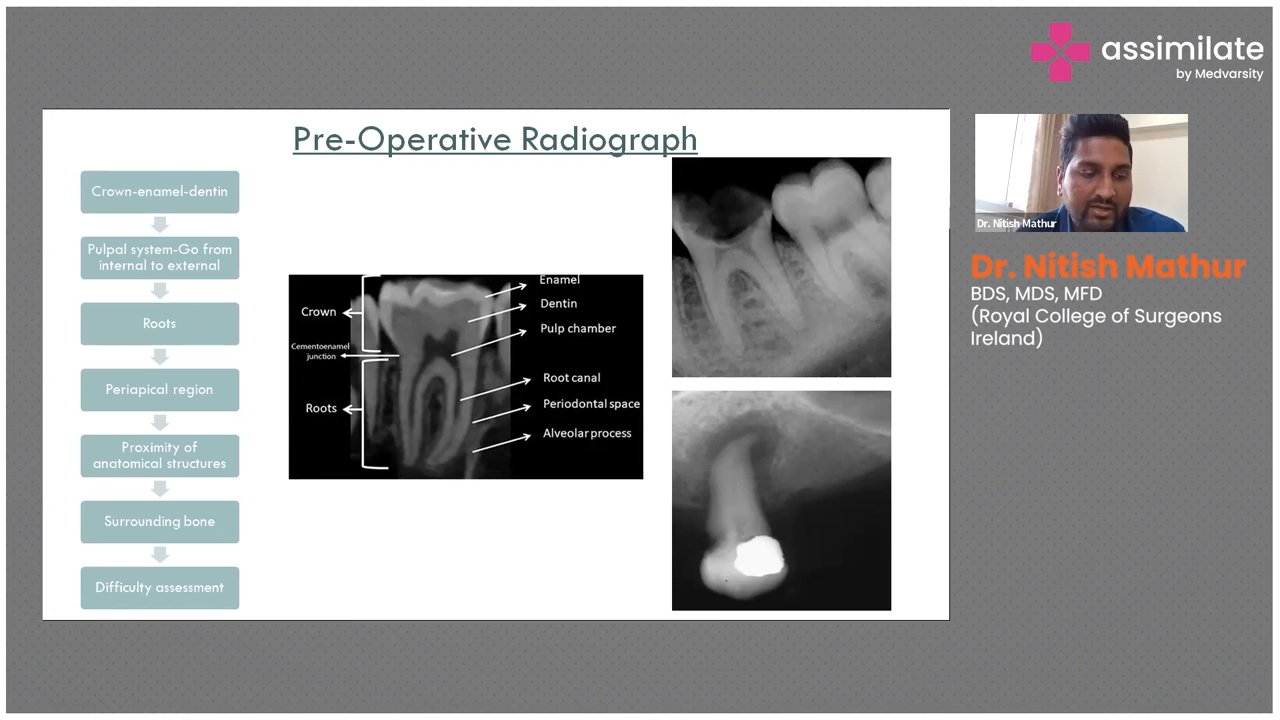 assimilate
by Medvarsity
Pre-Operative Radiograph
Crown-enamel-dentin
Pulpal system-Go from
internal to external
Roots
Periapical region
Proximity of
anatomical structures
Surrounding bone
Difficulty assessment
Crown
Cementoenamel
junction
Roots
Enamel
Dentin
Pulp chamber
Root canal
Periodontal space
Alveolar process
Dr. Nitish Mathur
Dr. Nitish Mathur
BDS, MDS, MFD
(Royal College of Surgeons
Ireland)